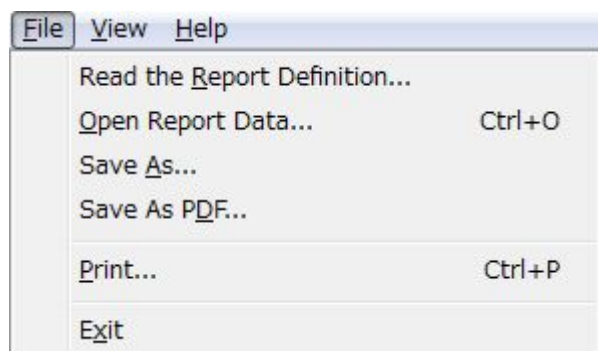 File View Help
Read the Report Definition...
Open Report Data... Ctrl+O
Save As...
Save As PDF...
Print... Ctrl+P
Exit